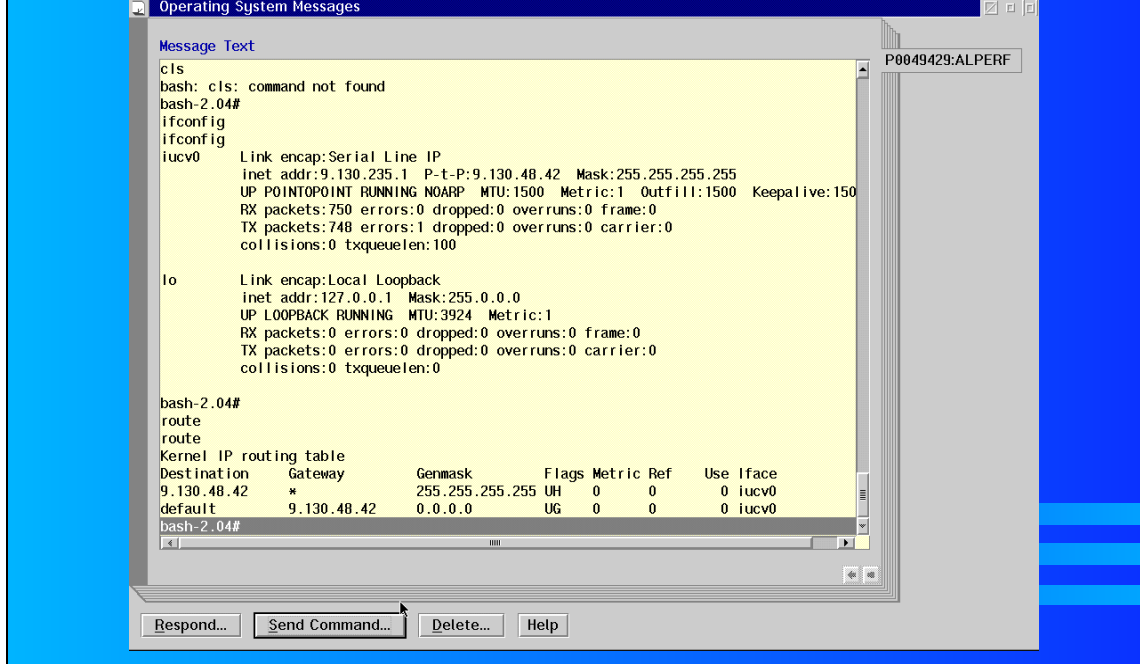 Operating System Messages
Message Text
P0049429:ALPERF
cls
bash: cls: command not found
bash-2.04#
ifconfig
ifconfig
iucv0 Link encap:Serial Line IP
inet addr:9.130.235.1 P-t-P:9.130.48.42 Mask:255.255.255.255
UP POINTOPOINT RUNNING NOARP MTU:1500 Metric:1 Outfill:1500 Keepalive:150
RX packets:750 errors:0 dropped:0 overruns:0 frame:0
TX packets:748 errors:1 dropped:0 overruns:0 carrier:0
collisions:0 txqueuelen:100
lo Link encap:Local Loopback
inet addr:127.0.0.1 Mask:255.0.0.0
UP LOOPBACK RUNNING MTU:3924 Metric:1
RX packets:0 errors:0 dropped:0 overruns:0 frame:0
TX packets:0 errors:0 dropped:0 overruns:0 carrier:0
collisions:0 txqueuelen:0
bash-2.04#
route
route
Kernel IP routing table
Destination Gateway Genmask Flags Metric Ref Use Iface
9.130.48.42 * 255.255.255.255 UH 0 0 0 iucv0
default 9.130.48.42 0.0.0.0 UG 0 0 0 iucv0
bash-2.04#
Respond... Send Command... Delete... Help